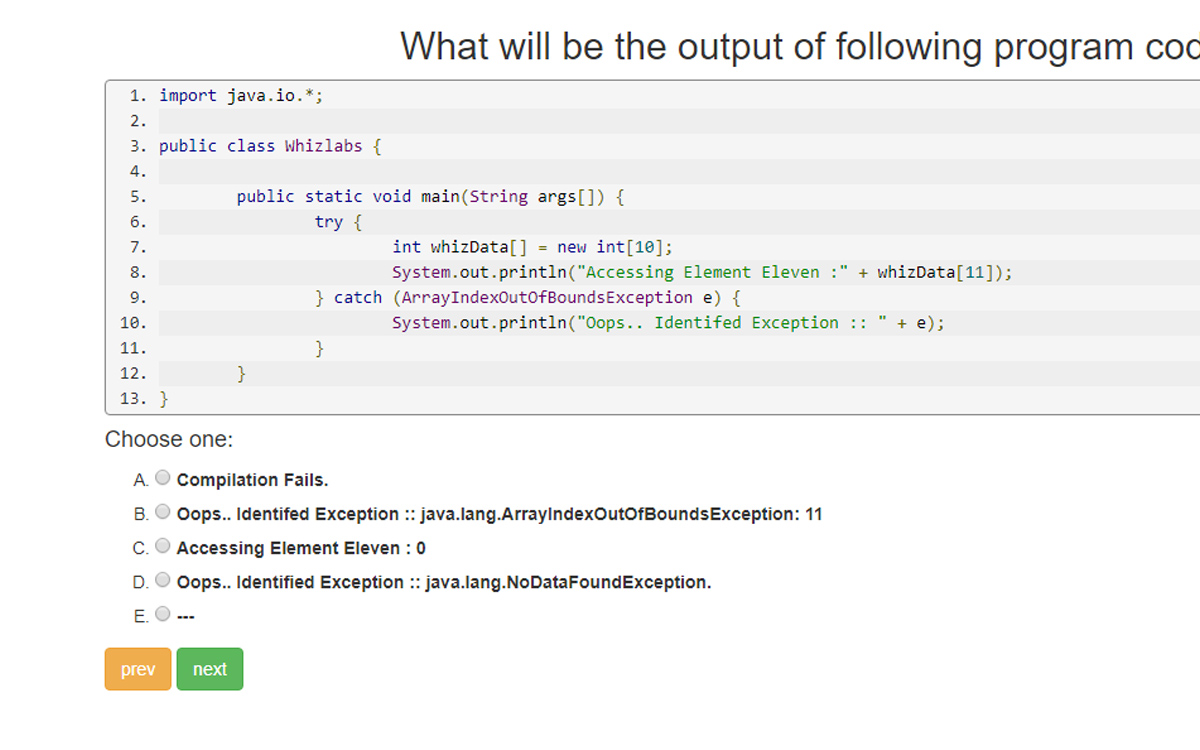 What will be the output of following program
1. import java.io.*;
2.
3. public class Whizlabs {
4.
5. public static void main(String args[]) {
6. try {
7. int whizData[] = new int[10];
8. System.out.println("Accessing Element Eleven :" + whizData[11]);
9. } catch (ArrayIndexOutOfBoundsException e) {
10. System.out.println("Oops.. Identifed Exception :: " + e);
11. }
12. }
13. }
Choose one:
A. Compilation Fails.
B. Oops.. Identifed Exception :: java.lang.ArrayIndexOutOfBoundsException: 11
C. Accessing Element Eleven : 0
D. Oops.. Identified Exception :: java.lang.NoDataFoundException.
E. ---
prev next